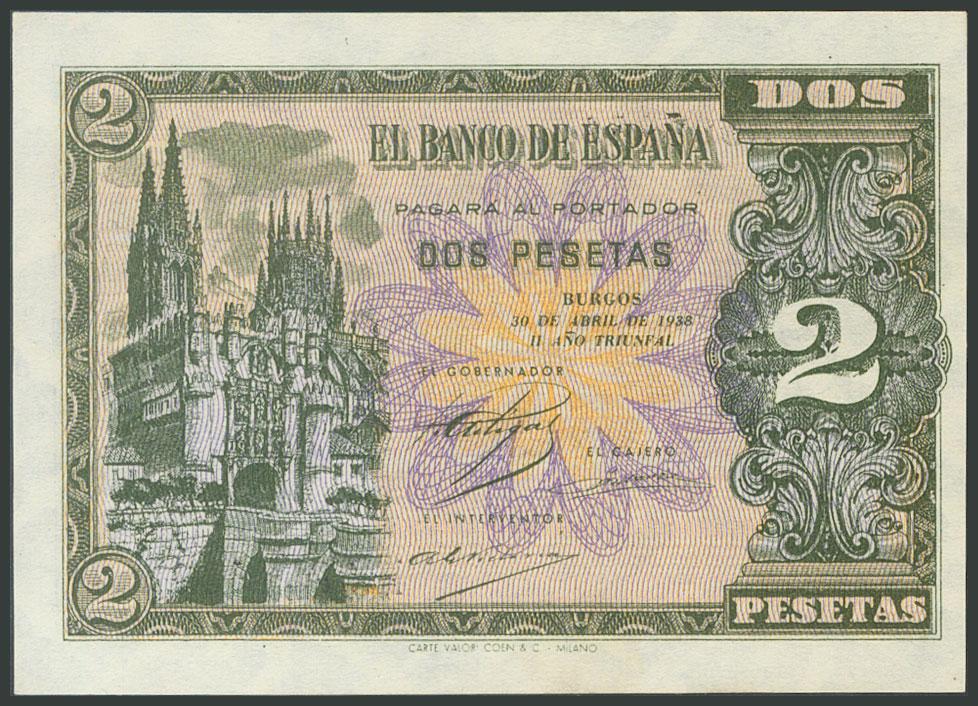 2
DOS
EL BANCO DE ESPAÑA
PAGARÁ AL PORTADOR
DOS PESETAS
BURGOS
30 DE ABRIL DE 1938
II AÑO TRIUNFAL
2
EL GOBERNADOR
EL CAJERO
EL INTERVENTOR
2
PESETAS
CARTE VALORI COEN & C. - MILANO